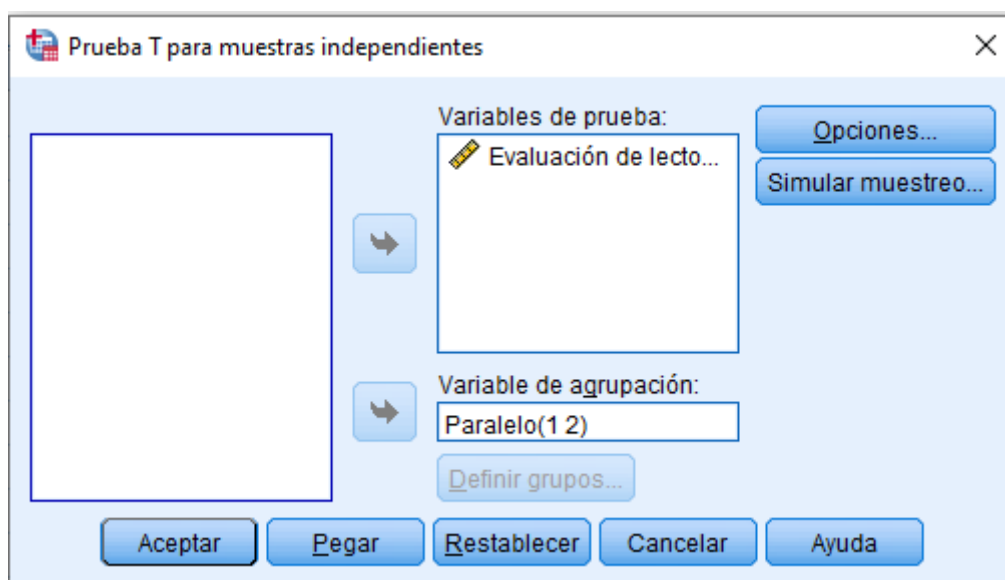 Prueba T para muestras independientes
Variables de prueba:
Evaluación de lecto...
Opciones...
Simular muestreo...
Variable de agrupación:
Paralelo(1 2)
Definir grupos...
Aceptar
Pegar
Restablecer
Cancelar
Ayuda